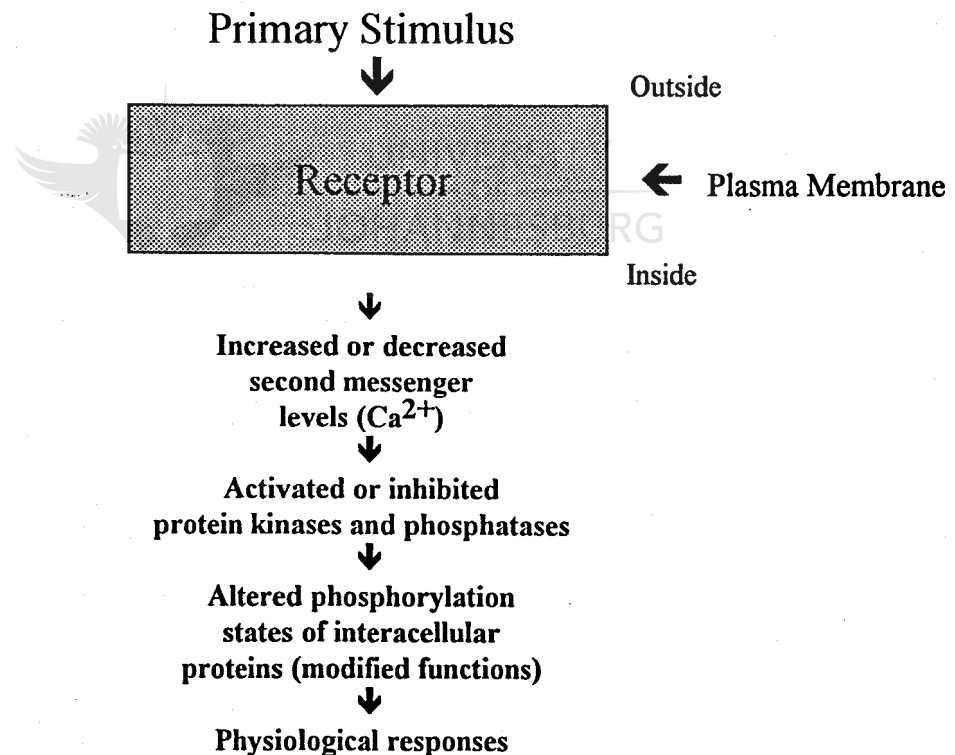 Primary Stimulus
Outside
Receptor
Plasma Membrane
Inside
Increased or decreased
second messenger
levels (Ca2+)
Activated or inhibited
protein kinases and phosphatases
Altered phosphorylation
states of interacellular
proteins (modified functions)
Physiological responses